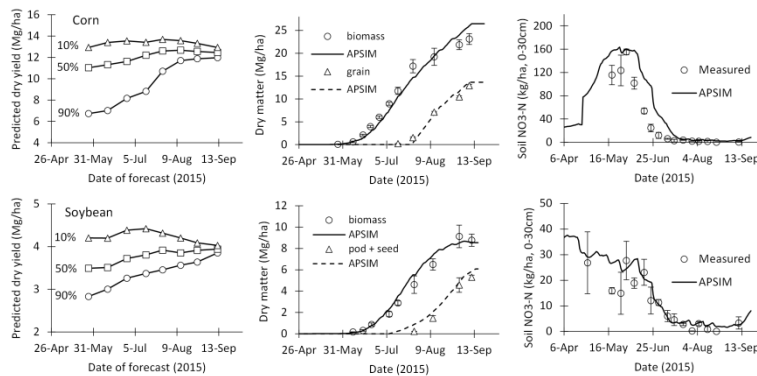 Corn
Predicted dry yield (Mg/ha)
16
14
12
10
8
6
4
10%
50%
90%
26-Apr 31-May 5-Jul 9-Aug 13-Sep
Date of forecast (2015)
Dry matter (Mg/ha)
25
20
15
10
5
0
biomass
APSIM
grain
APSIM
26-Apr 31-May 5-Jul 9-Aug 13-Sep
Date (2015)
Soil NO3-N (kg/ha, 0-30cm)
200
160
120
80
40
0
Measured
APSIM
6-Apr 16-May 25-Jun 4-Aug 13-Sep
Date (2015)
Soybean
Predicted dry yield (Mg/ha)
5
4
3
2
10%
50%
90%
26-Apr 31-May 5-Jul 9-Aug 13-Sep
Date of forecast (2015)
Dry matter (Mg/ha)
12
10
8
6
4
2
0
biomass
APSIM
pod + seed
APSIM
26-Apr 31-May 5-Jul 9-Aug 13-Sep
Date (2015)
Soil NO3-N (kg/ha, 0-30cm)
50
40
30
20
10
0
Measured
APSIM
6-Apr 16-May 25-Jun 4-Aug 13-Sep
Date (2015)